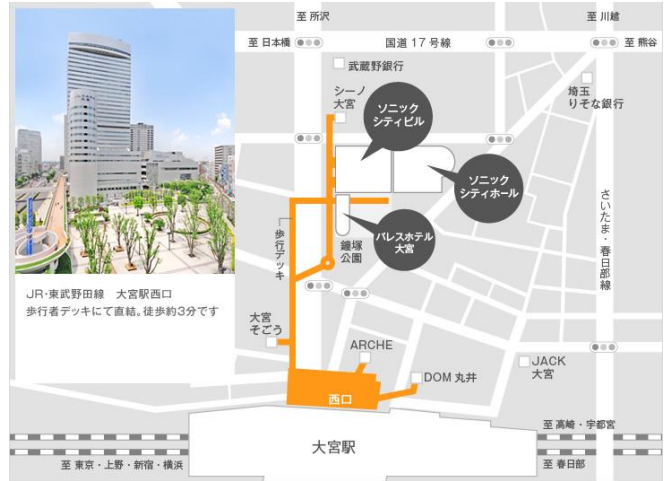 至 所沢
至 川越
至 日本橋
国道 17 号線
至 熊谷
武蔵野銀行
シーノ
大宮
ソニック
シティビル
埼玉
りそな銀行
ソニック
シティホール
さいたま・春日部線
パレスホテル
大宮
歩行デッキ
鐘塚
公園
JR・東武野田線　大宮駅西口
歩行者デッキにて直結。徒歩約3分です
大宮
そごう
ARCHE
JACK
大宮
DOM 丸井
西口
大宮駅
至 高崎・宇都宮
至 東京・上野・新宿・横浜
至 春日部